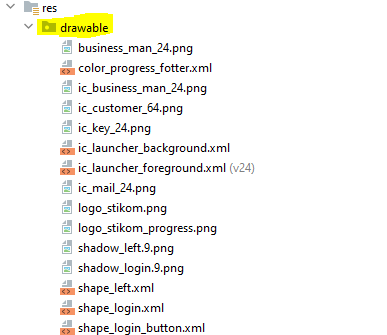 res
drawable
business_man_24.png
color_progress_fotter.xml
ic_business_man_24.png
ic_customer_64.png
ic_key_24.png
ic_launcher_background.xml
ic_launcher_foreground.xml (v24)
ic_mail_24.png
logo_stikom.png
logo_stikom_progress.png
shadow_left.9.png
shadow_login.9.png
shape_left.xml
shape_login.xml
shape_login_button.xml